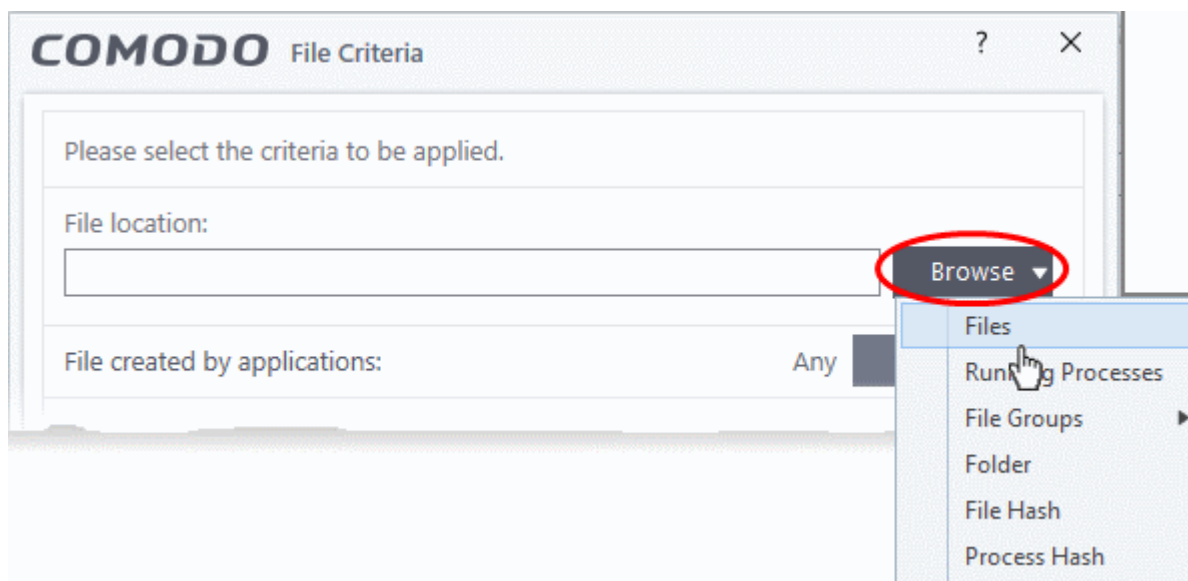 COMODO File Criteria ? X
Please select the criteria to be applied.
File location:
Browse
File created by applications: Any
Files
Running Processes
File Groups
Folder
File Hash
Process Hash